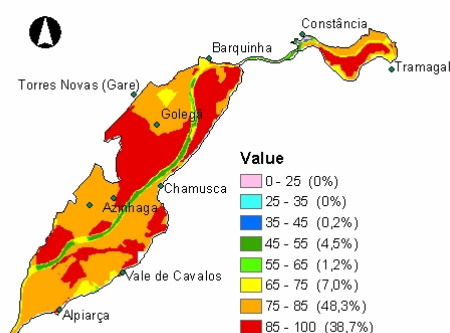 Constância
Barquinha
Tramagal
Torres Novas (Gare)
Golegã
Value
0 - 25 (0%)
Chamusca
25 - 35 (0%)
Azinhaga
35 - 45 (0,2%)
45 - 55 (4,5%)
55 - 65 (1,2%)
Vale de Cavalos
65 - 75 (7,0%)
75 - 85 (48,3%)
Alpiarça
85 - 100 (38,7%)